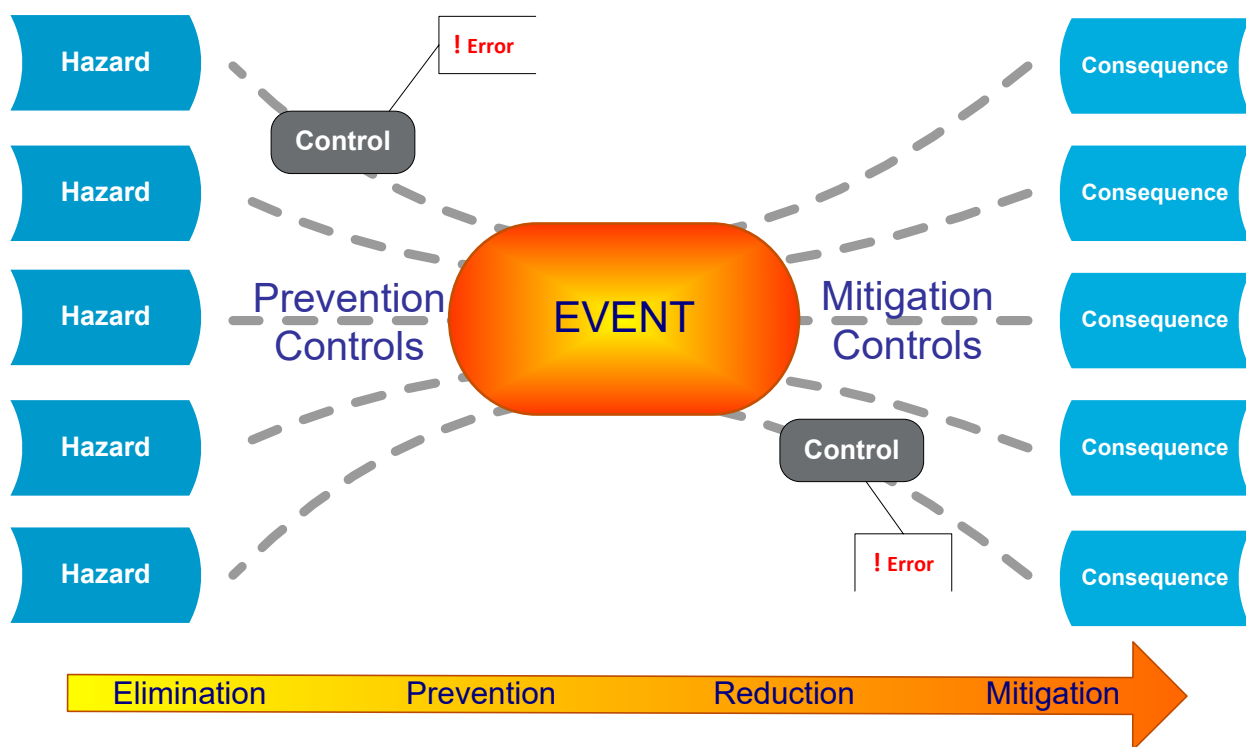 Hazard
! Error
Control
Consequence
Hazard
Consequence
Hazard
Prevention
Controls
EVENT
Mitigation
Controls
Consequence
Hazard
Control
Consequence
! Error
Hazard
Consequence
Elimination Prevention Reduction Mitigation